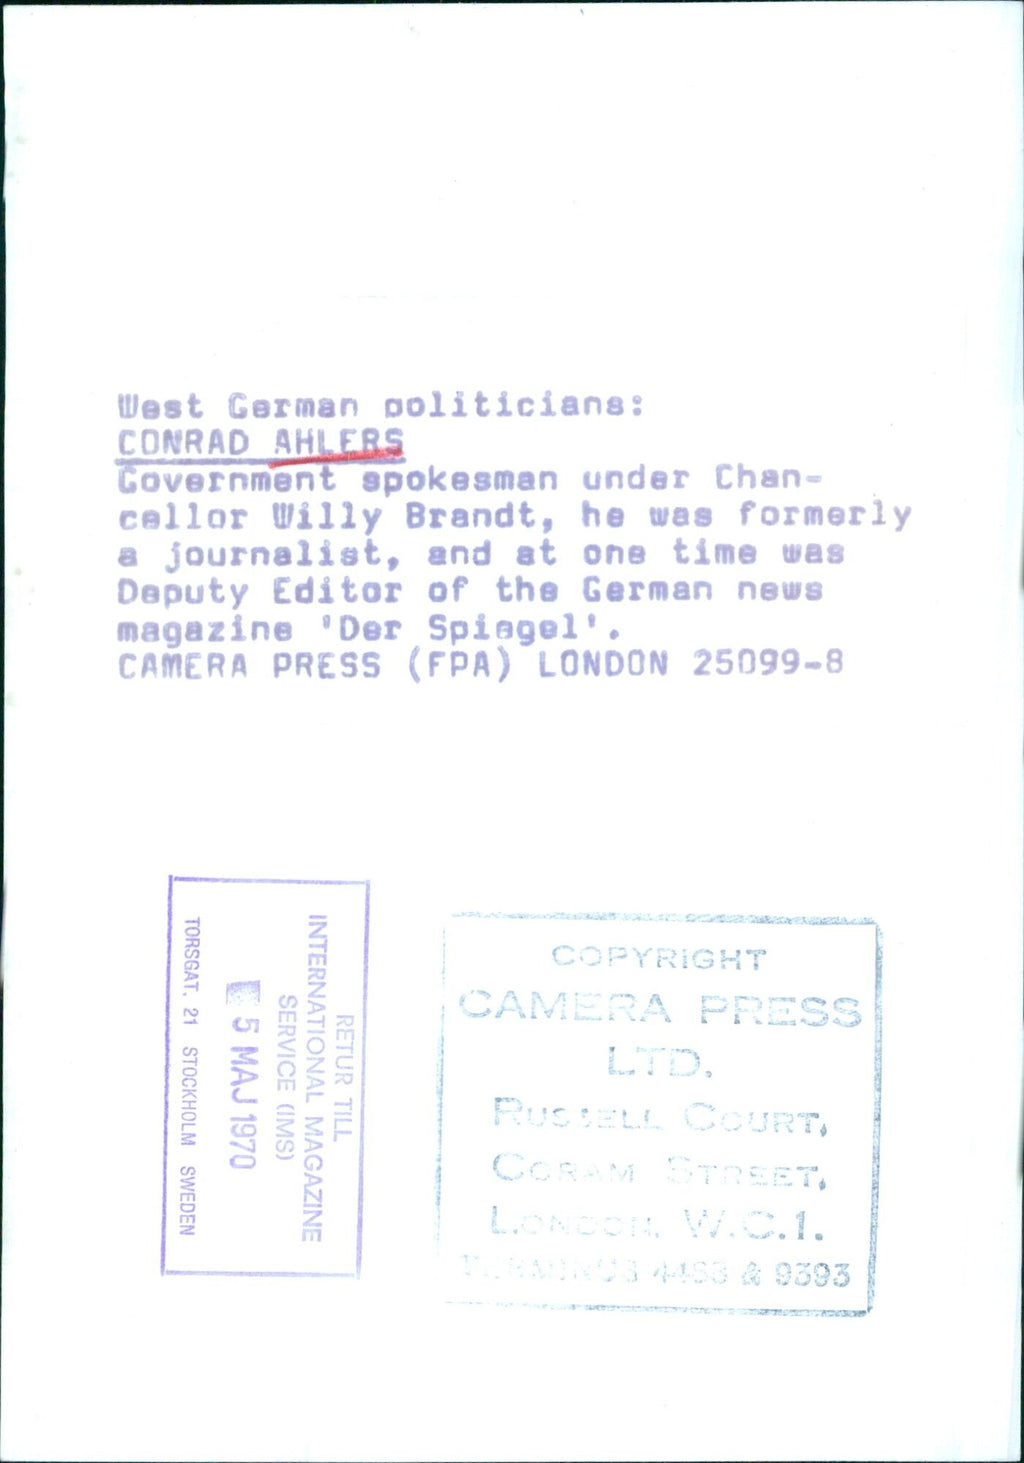 West German politicians:
CONRAD AHLERS
Government spokesman under Chan-
cellor Willy Brandt, he was formerly
a journalist, and at one time was
Deputy Editor of the German news
magazine 'Der Spiegel'.
CAMERA PRESS (FPA) LONDON 25099-8
RETUR TILL
INTERNATIONAL MAGAZINE
SERVICE (IMS)
5 MAJ 1970
TORSGAT. 21 STOCKHOLM SWEDEN
COPYRIGHT
CAMERA PRESS
LTD.
RUSSELL COURT,
CORAM STREET,
LONDON. W.C.1.
TERMINUS 4488 & 9393